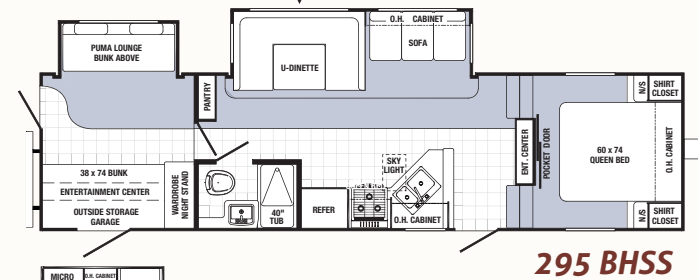 PUMA LOUNGE
BUNK ABOVE
O.H. CABINET
SOFA
U-DINETTE
PANTRY
N/S
SHIRT
CLOSET
ENT. CENTER
POCKET DOOR
60 x 74
QUEEN BED
O.H. CABINET
SKY
LIGHT
38 x 74 BUNK
ENTERTAINMENT CENTER
OUTSIDE STORAGE
GARAGE
WARDROBE
NIGHT STAND
40"
TUB
REFER
O.H. CABINET
N/S
SHIRT
CLOSET
295 BHSS
MICRO
O.H. CABINET